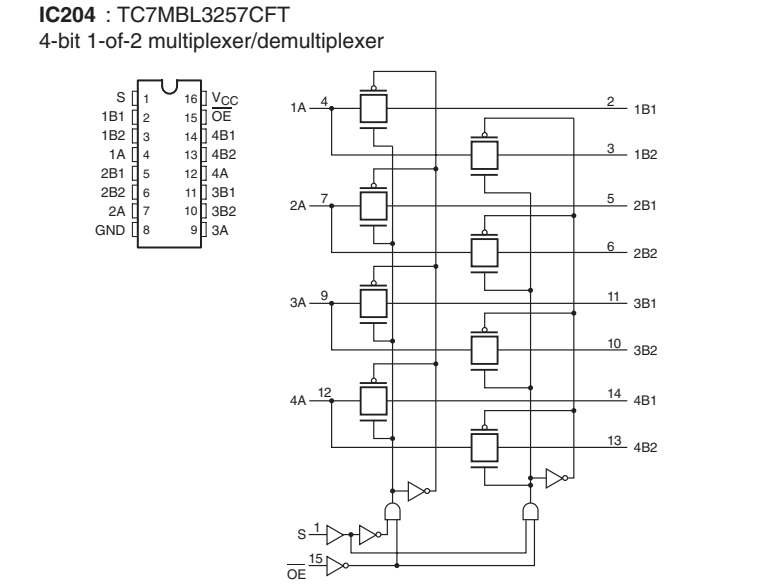 IC204 : TC7MBL3257CFT
4-bit 1-of-2 multiplexer/demultiplexer
S 1 16 VCC
1B1 2 15 OE
1B2 3 14 4B1
1A 4 13 4B2
2B1 5 12 4A
2B2 6 11 3B1
2A 7 10 3B2
GND 8 9 3A
1A 4 2 1B1
3 1B2
2A 7 5 2B1
6 2B2
3A 9 11 3B1
10 3B2
4A 12 14 4B1
13 4B2
S 1
OE 15